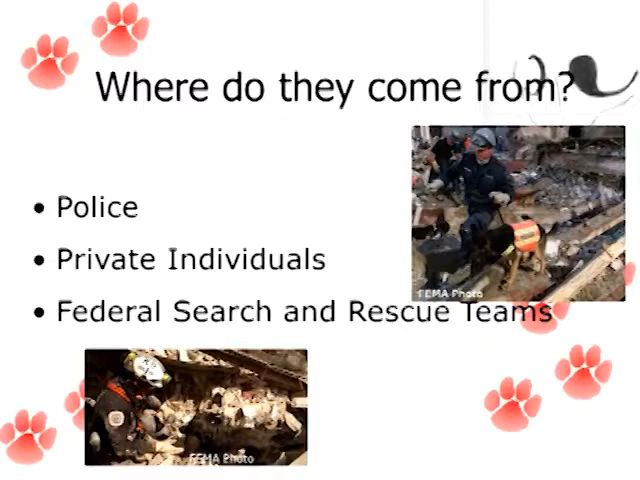 Where do they come from?
• Police
• Private Individuals
• Federal Search and Rescue Teams
FEMA Photo
FEMA Photo